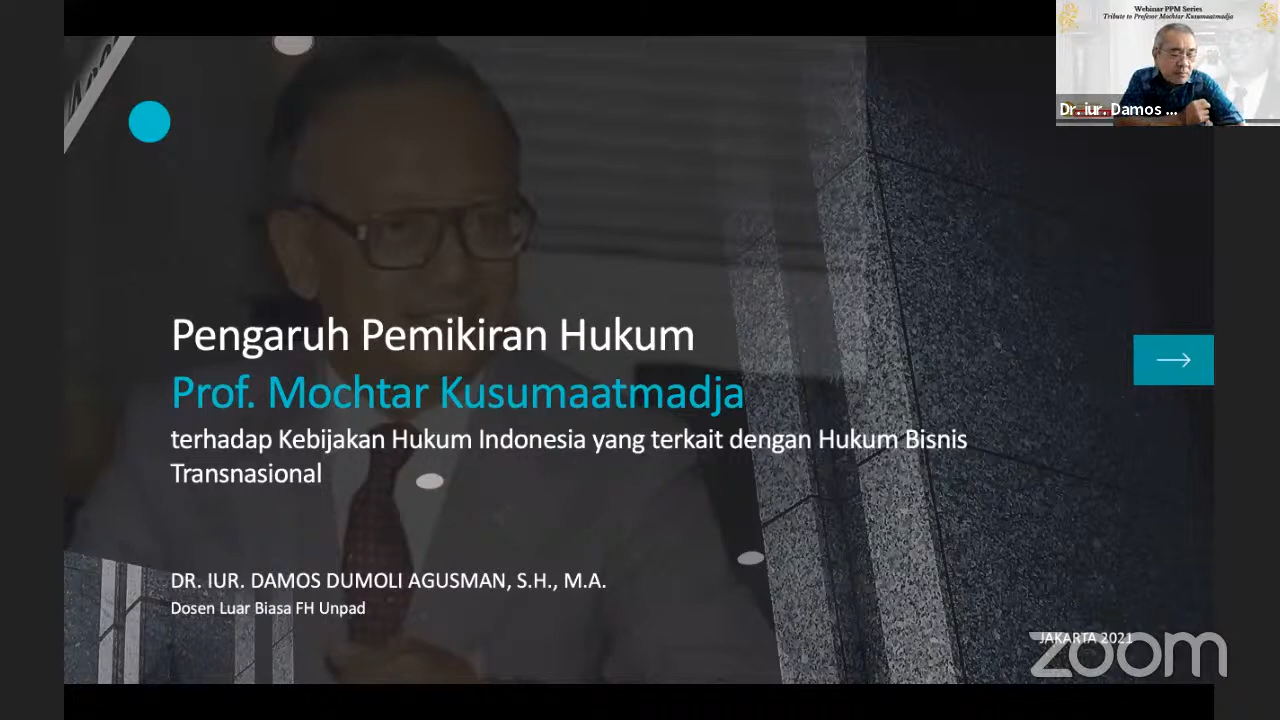 Webinar PPM Series
Tribute to Profesor Mochtar Kusumaatmadja
Dr. iur. Damos ...
Pengaruh Pemikiran Hukum
Prof. Mochtar Kusumaatmadja
terhadap Kebijakan Hukum Indonesia yang terkait dengan Hukum Bisnis
Transnasional
DR. IUR. DAMOS DUMOLI AGUSMAN, S.H., M.A.
Dosen Luar Biasa FH Unpad
JAKARTA 2021
zoom